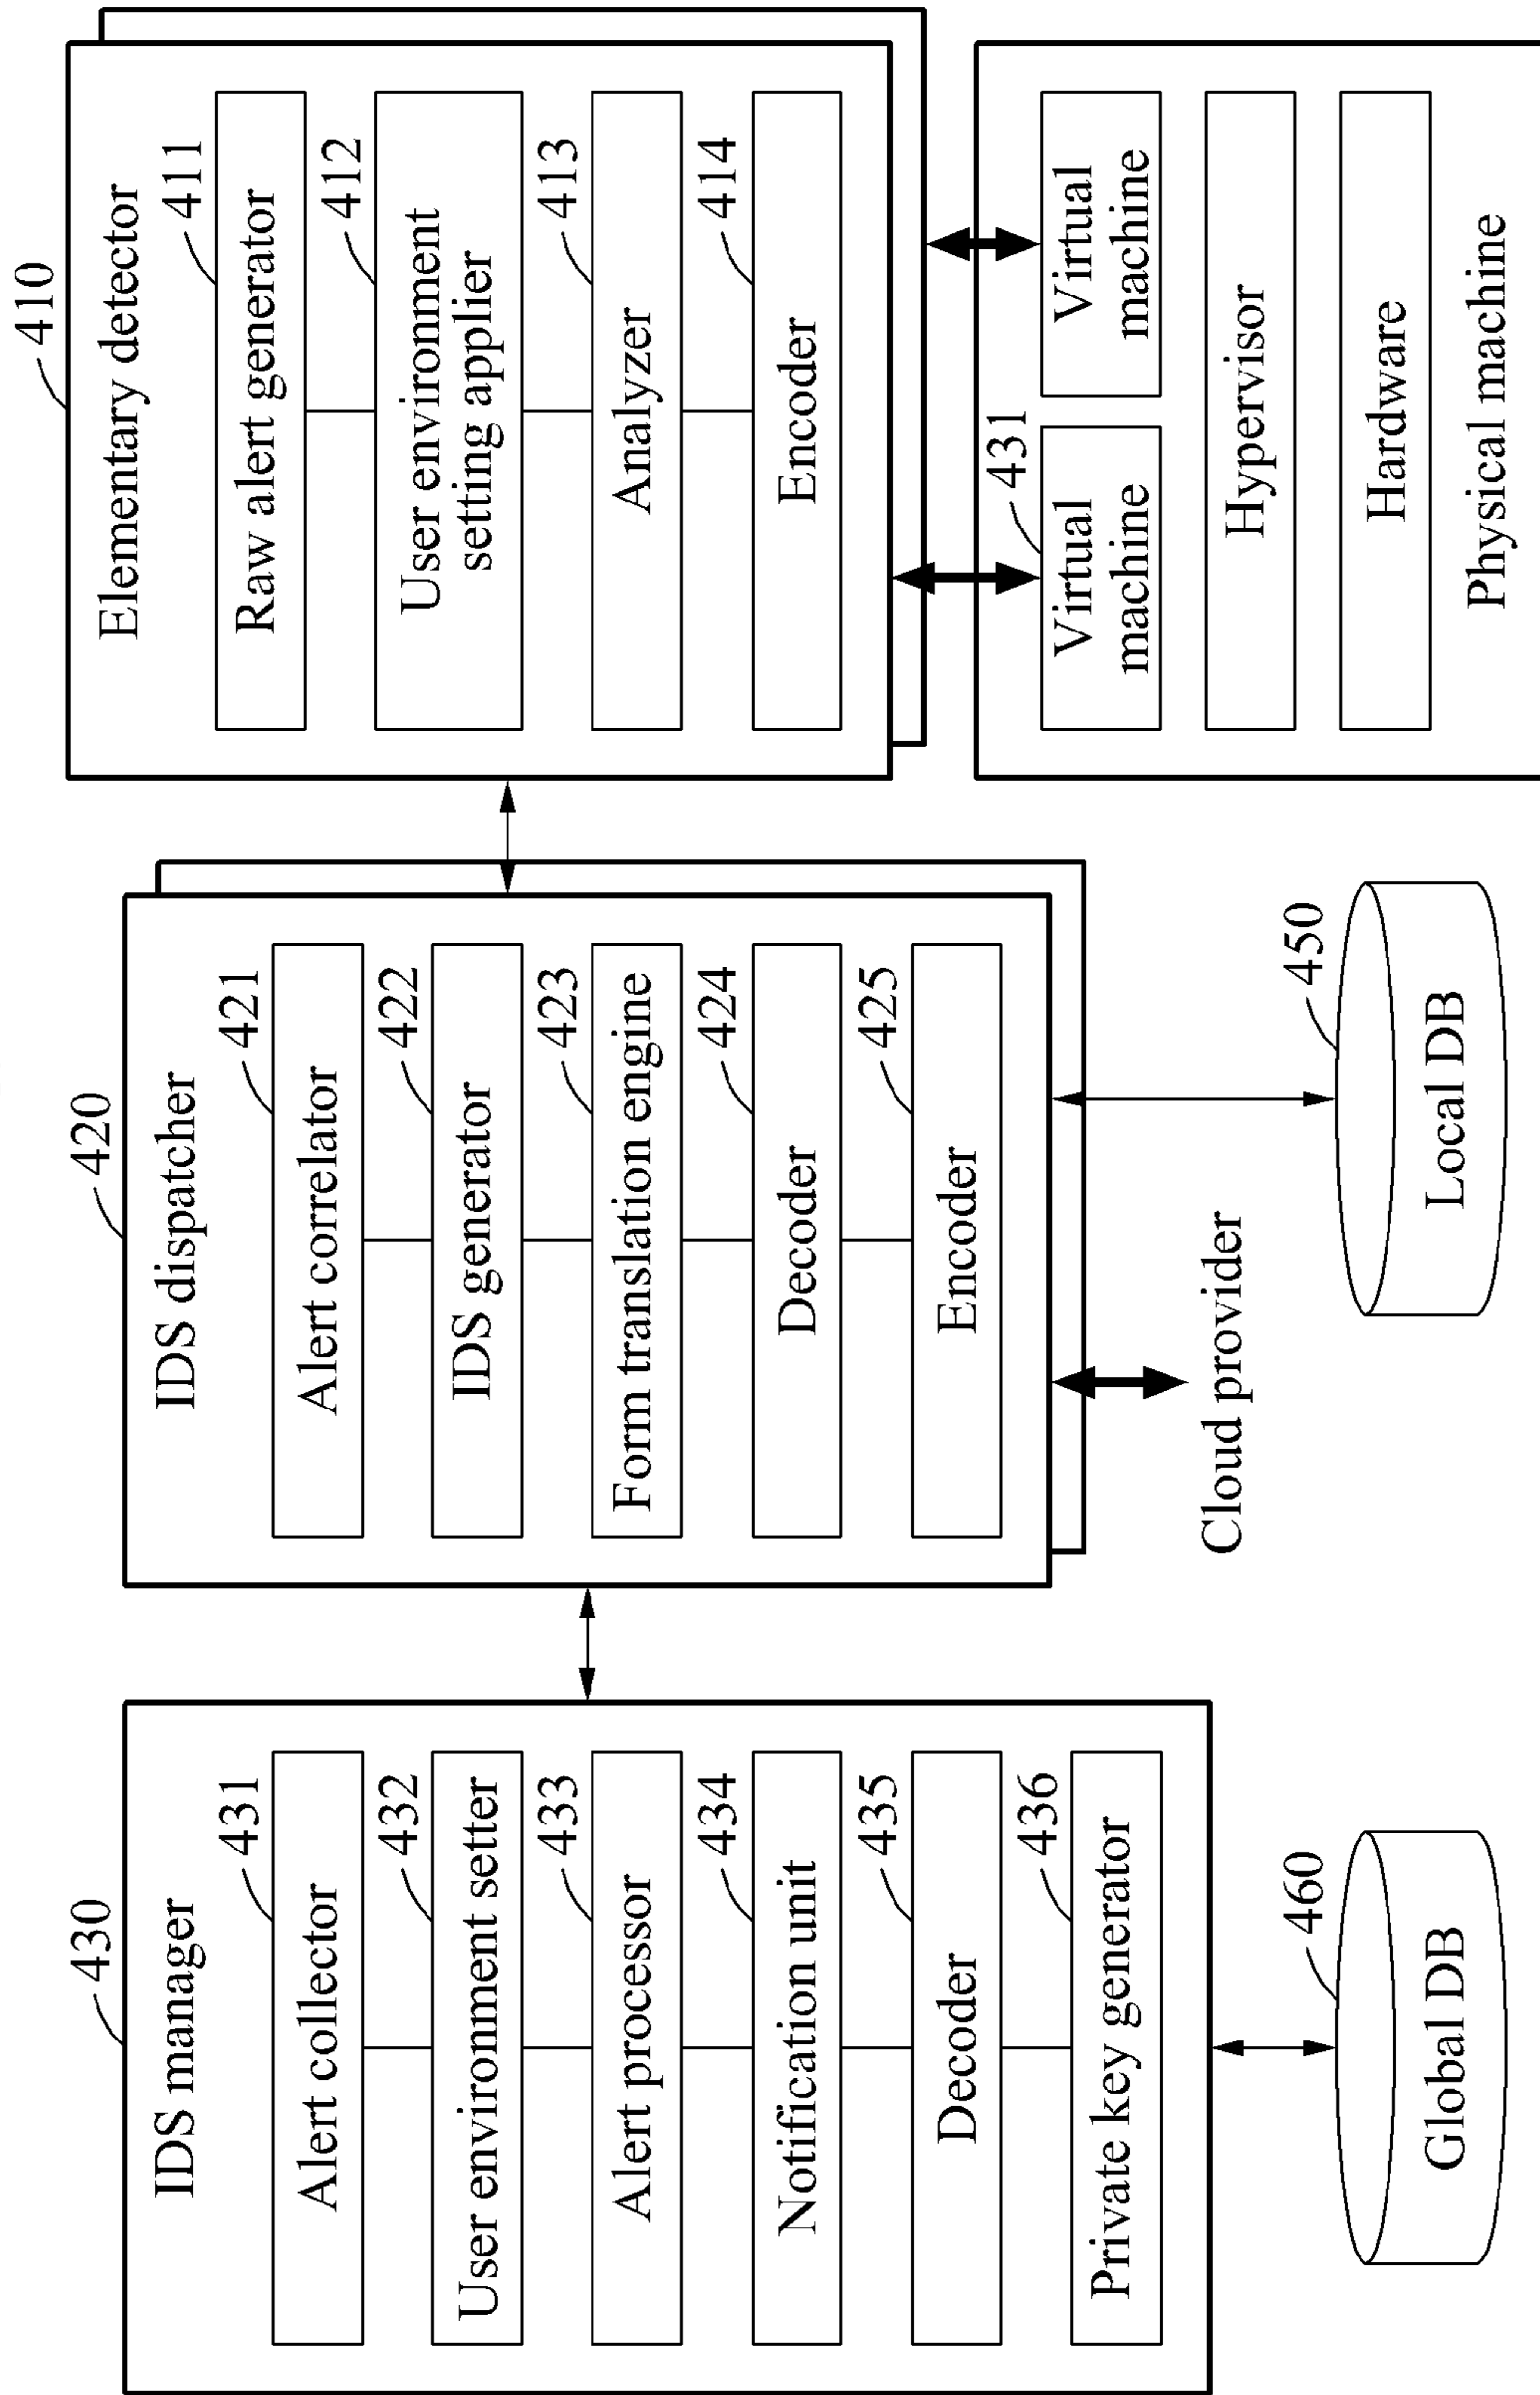 430
IDS manager
431
Alert collector
432
User environment setter
433
Alert processor
434
Notification unit
435
Decoder
436
Private key generator
460
Global DB
420
IDS dispatcher
421
Alert correlator
422
IDS generator
423
Form translation engine
424
Decoder
425
Encoder
Cloud provider
450
Local DB
410
Elementary detector
411
Raw alert generator
412
User environment
setting applier
413
Analyzer
414
Encoder
431
Virtual
machine
Virtual
machine
Hypervisor
Hardware
Physical machine